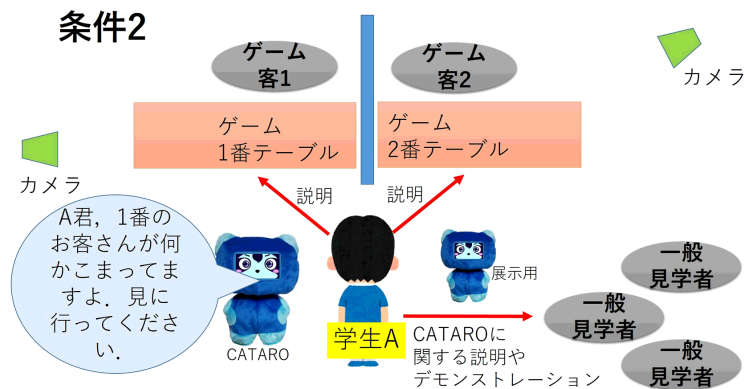 条件2
ゲーム
客1
ゲーム
客2
カメラ
ゲーム
1番テーブル
ゲーム
2番テーブル
カメラ
説明
説明
A君，1番の
お客さんが何
かこまってま
すよ．見に
行ってくださ
い．
CATARO
展示用
学生A
CATAROに
関する説明や
デモンストレーション
一般
見学者
一般
見学者
一般
見学者